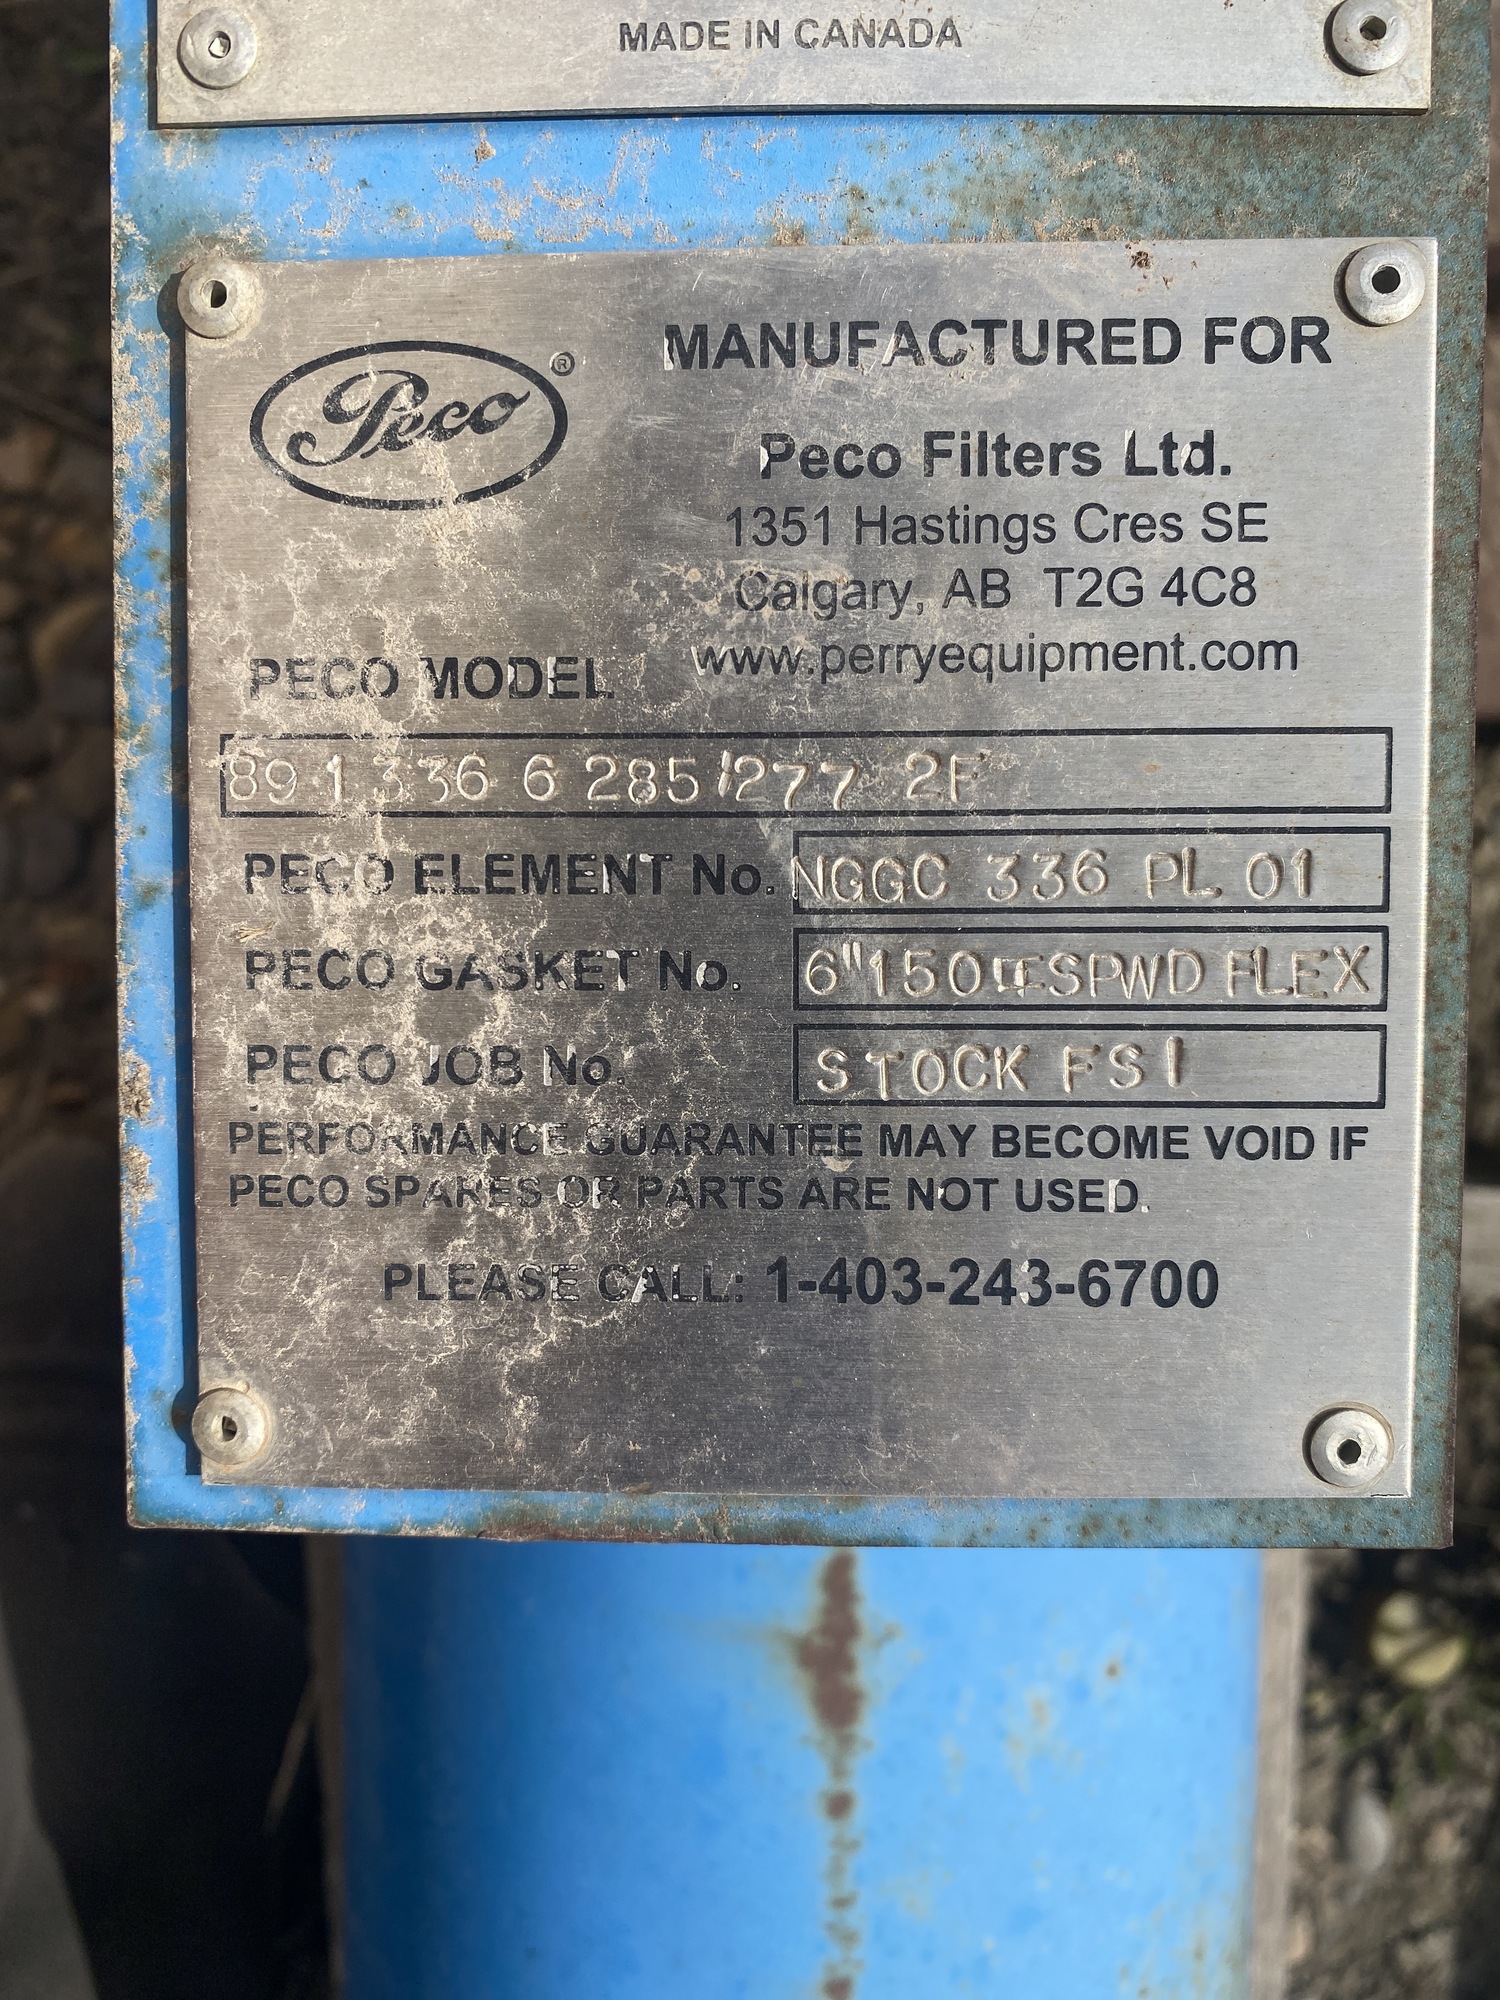 MADE IN CANADA
Peco ®
MANUFACTURED FOR
Peco Filters Ltd.
1351 Hastings Cres SE
Calgary, AB T2G 4C8
www.perryequipment.com
PECO MODEL
89 1 336 6 285/277 2F
PECO ELEMENT No. NGGC 336 PL 01
PECO GASKET No. 6" 150 SPWD FLEX
PECO JOB No. STOCK FS1
PERFORMANCE GUARANTEE MAY BECOME VOID IF
PECO SPARES OR PARTS ARE NOT USED.
PLEASE CALL: 1-403-243-6700